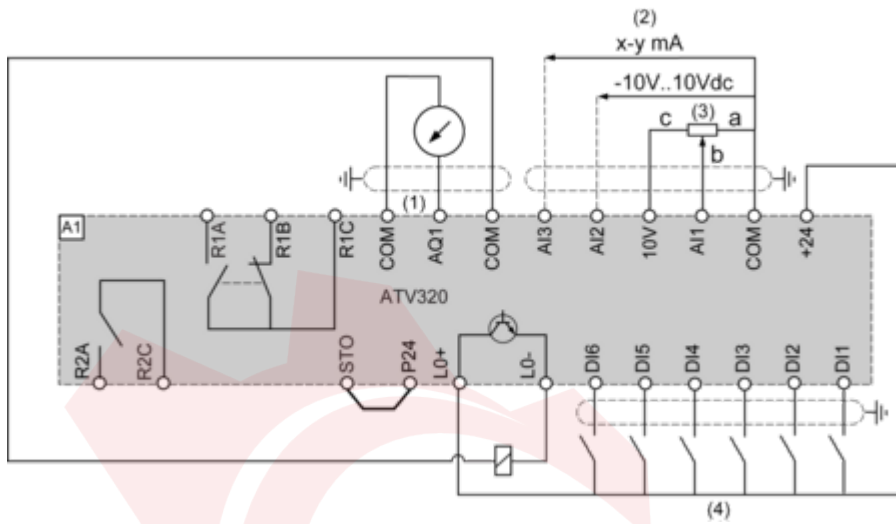 (2)
x-y mA
-10V..10Vdc
c
(3)
a
b
(1)
A1
R1A
R1B
R1C
COM
AQ1
COM
AI3
AI2
10V
AI1
COM
+24
ATV320
R2A
R2C
STO
P24
L0+
L0-
DI6
DI5
DI4
DI3
DI2
DI1
(4)